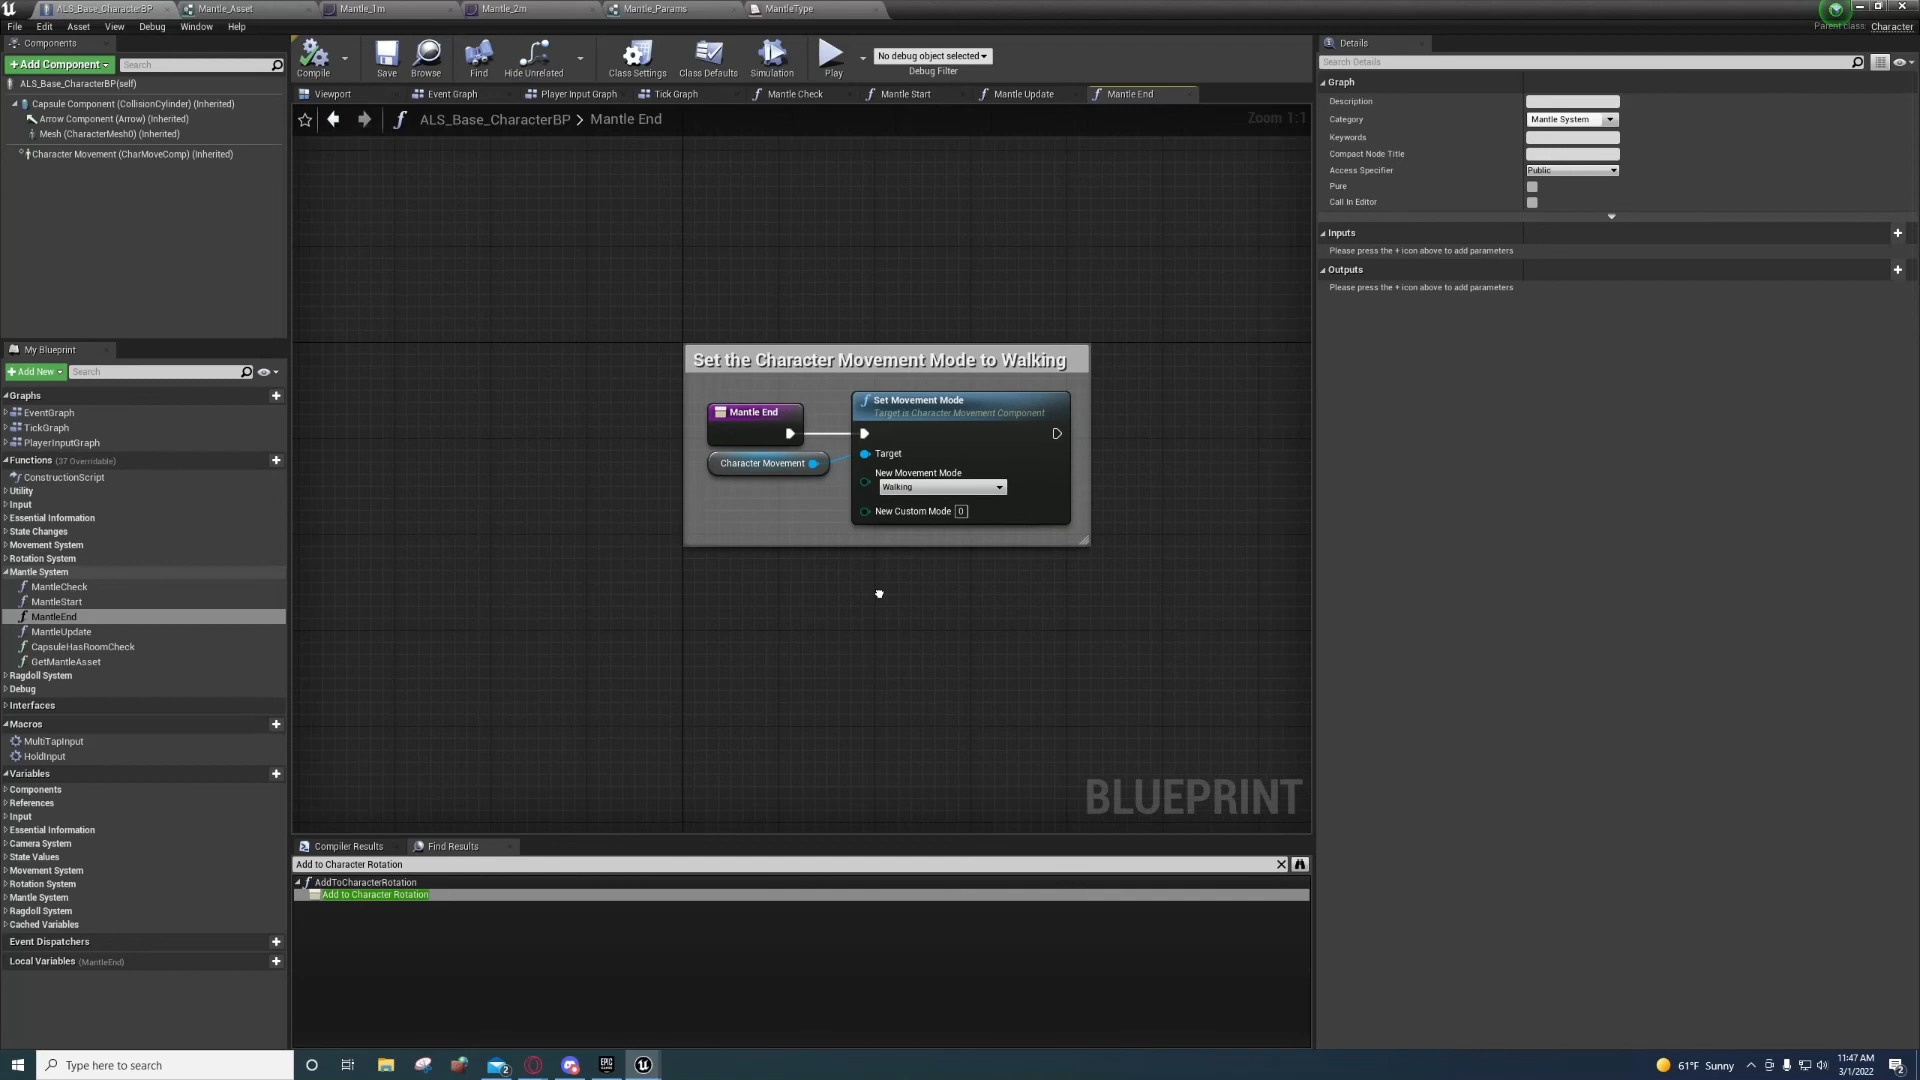 ALS_Base_CharacterBP
Mantle_Asset
Mantle_1m
Mantle_2m
Mantle_Params
MantleType
File Edit Asset View Debug Window Help
Parent class: Character
Components
+Add Component
Search
ALS_Base_CharacterBP(self)
Capsule Component (CollisionCylinder) (Inherited)
Arrow Component (Arrow) (Inherited)
Mesh (CharacterMesh0) (Inherited)
Character Movement (CharMoveComp) (Inherited)
Compile
Save
Browse
Find
Hide Unrelated
Class Settings
Class Defaults
Simulation
Play
No debug object selected
Debug Filter
Viewport
Event Graph
Player Input Graph
Tick Graph
Mantle Check
Mantle Start
Mantle Update
Mantle End
ALS_Base_CharacterBP > Mantle End
Zoom 1:1
Set the Character Movement Mode to Walking
Mantle End
Character Movement
Set Movement Mode
Target is Character Movement Component
Target
New Movement Mode
Walking
New Custom Mode 0
BLUEPRINT
My Blueprint
+Add New
Search
Graphs
EventGraph
TickGraph
PlayerInputGraph
Functions (37 Overridable)
ConstructionScript
Utility
Input
Essential Information
State Changes
Movement System
Rotation System
Mantle System
MantleCheck
MantleStart
MantleEnd
MantleUpdate
CapsuleHasRoomCheck
GetMantleAsset
Ragdoll System
Debug
Interfaces
Macros
MultiTapInput
HoldInput
Variables
Components
References
Input
Essential Information
Camera System
State Values
Movement System
Rotation System
Mantle System
Ragdoll System
Cached Variables
Event Dispatchers
Local Variables (MantleEnd)
Compiler Results
Find Results
Add to Character Rotation
AddToCharacterRotation
Add to Character Rotation
Details
Search Details
Graph
Description
Category
Mantle System
Keywords
Compact Node Title
Access Specifier
Public
Pure
Call In Editor
Inputs
Please press the + icon above to add parameters
Outputs
Please press the + icon above to add parameters
Type here to search
2
EPIC GAMES
61°F Sunny
11:47 AM
3/1/2022
2